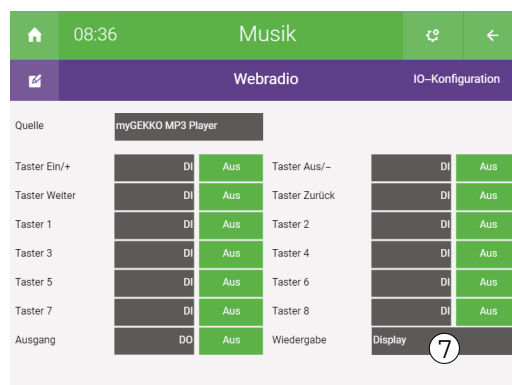 08:36 Musik
Webradio IO–Konfiguration
Quelle myGEKKO MP3 Player
Taster Ein/+ DI Aus Taster Aus/– DI Aus
Taster Weiter DI Aus Taster Zurück DI Aus
Taster 1 DI Aus Taster 2 DI Aus
Taster 3 DI Aus Taster 4 DI Aus
Taster 5 DI Aus Taster 6 DI Aus
Taster 7 DI Aus Taster 8 DI Aus
Ausgang DO Aus Wiedergabe Display 7